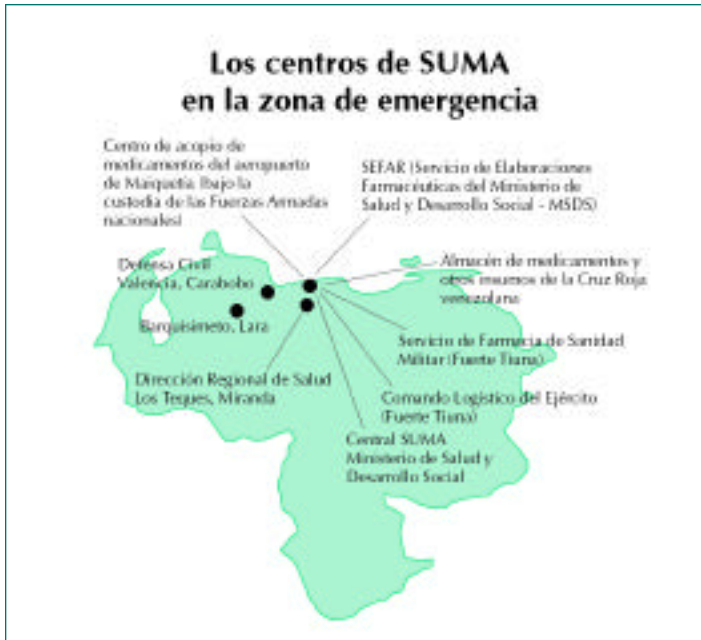 Los centros de SUMA
en la zona de emergencia
Centro de acopio de
medicamentos del aeropuerto
de Maiquetía (bajo la
custodia de las Fuerzas Armadas
nacionales)
SEFAR (Servicio de Elaboraciones
Farmacéuticas del Ministerio de
Salud y Desarrollo Social - MSDS)
Defensa Civil
Valencia, Carabobo
Almacén de medicamentos y
otros insumos de la Cruz Roja
venezolana
Barquisimeto, Lara
Servicio de Farmacia de Sanidad
Militar (Fuerte Tiuna)
Dirección Regional de Salud
Los Teques, Miranda
Comando Logístico del Ejército
(Fuerte Tiuna)
Central SUMA
Ministerio de Salud y
Desarrollo Social